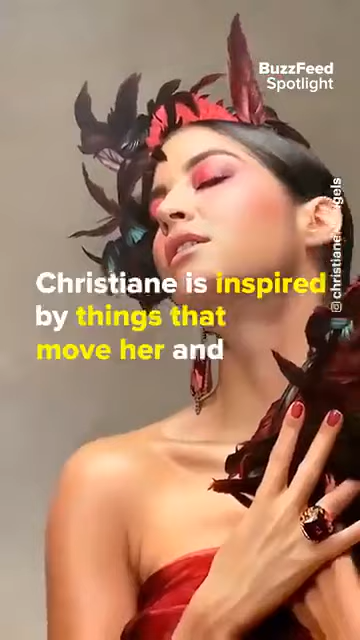 BuzzFeed
Spotlight
Christiane is inspired
by things that
move her and